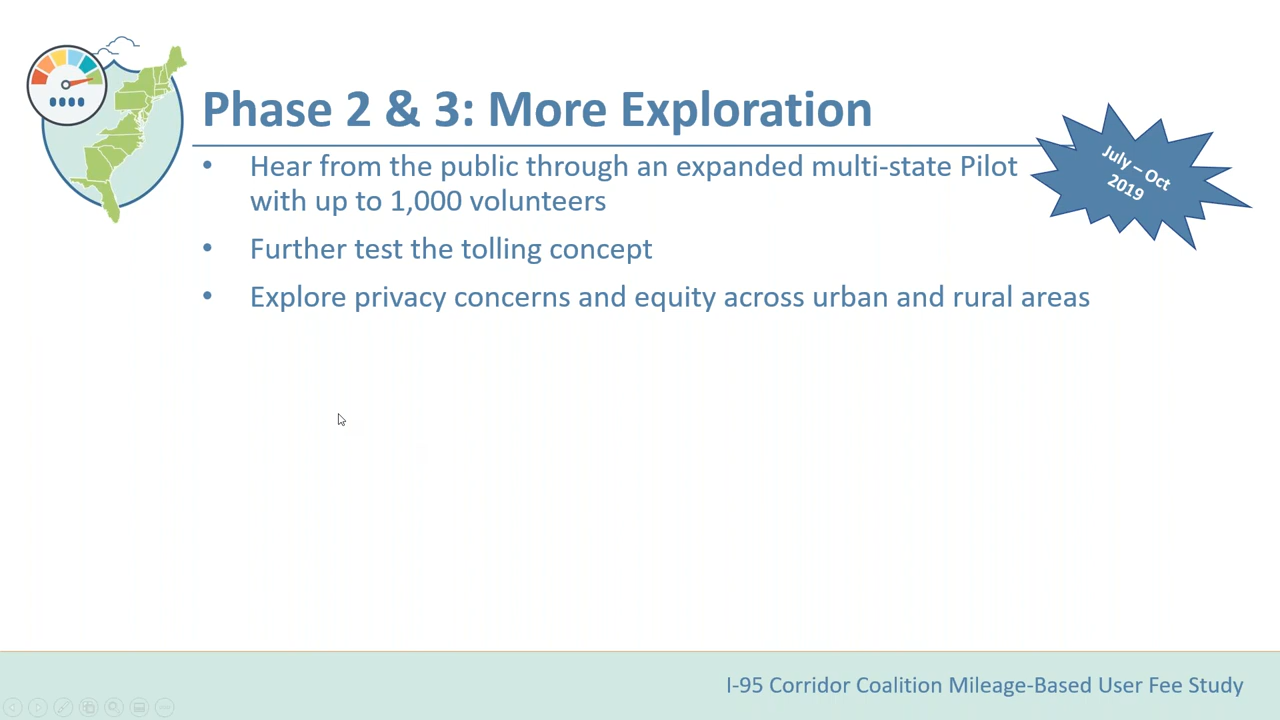 Phase 2 & 3: More Exploration
• Hear from the public through an expanded multi-state Pilot
with up to 1,000 volunteers
• Further test the tolling concept
• Explore privacy concerns and equity across urban and rural areas
July – Oct
2019
I-95 Corridor Coalition Mileage-Based User Fee Study